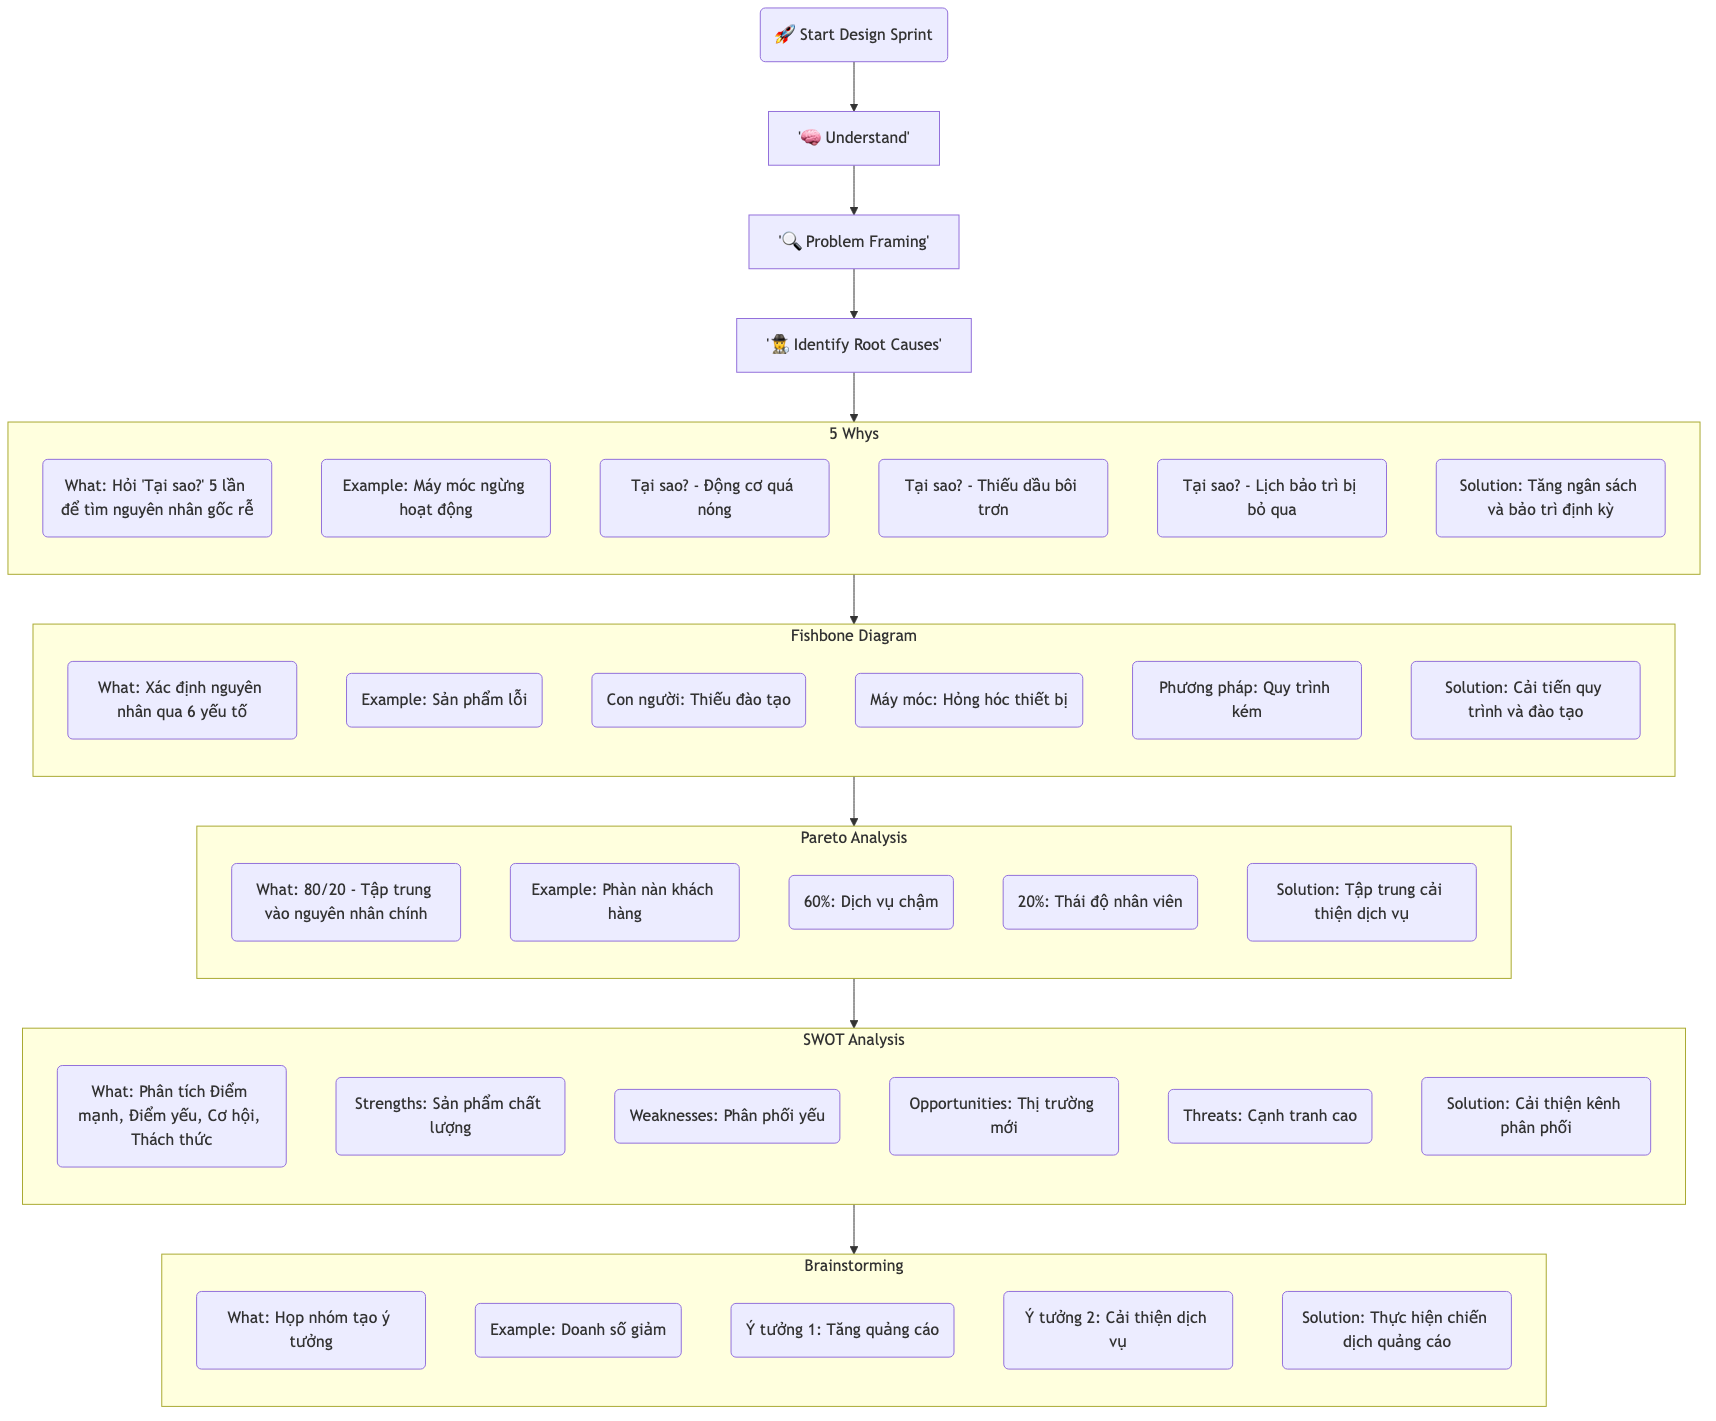 🚀 Start Design Sprint
'🧠 Understand'
'🔍 Problem Framing'
'🕵️ Identify Root Causes'
5 Whys
What: Hỏi 'Tại sao?' 5 lần
để tìm nguyên nhân gốc rễ
Example: Máy móc ngừng
hoạt động
Tại sao? - Động cơ quá
nóng
Tại sao? - Thiếu dầu bôi
trơn
Tại sao? - Lịch bảo trì bị
bỏ qua
Solution: Tăng ngân sách
và bảo trì định kỳ
Fishbone Diagram
What: Xác định nguyên
nhân qua 6 yếu tố
Example: Sản phẩm lỗi
Con người: Thiếu đào tạo
Máy móc: Hỏng hóc thiết bị
Phương pháp: Quy trình
kém
Solution: Cải tiến quy
trình và đào tạo
Pareto Analysis
What: 80/20 - Tập trung
vào nguyên nhân chính
Example: Phàn nàn khách
hàng
60%: Dịch vụ chậm
20%: Thái độ nhân viên
Solution: Tập trung cải
thiện dịch vụ
SWOT Analysis
What: Phân tích Điểm
mạnh, Điểm yếu, Cơ hội,
Thách thức
Strengths: Sản phẩm chất
lượng
Weaknesses: Phân phối yếu
Opportunities: Thị trường
mới
Threats: Cạnh tranh cao
Solution: Cải thiện kênh
phân phối
Brainstorming
What: Họp nhóm tạo ý
tưởng
Example: Doanh số giảm
Ý tưởng 1: Tăng quảng cáo
Ý tưởng 2: Cải thiện dịch
vụ
Solution: Thực hiện chiến
dịch quảng cáo